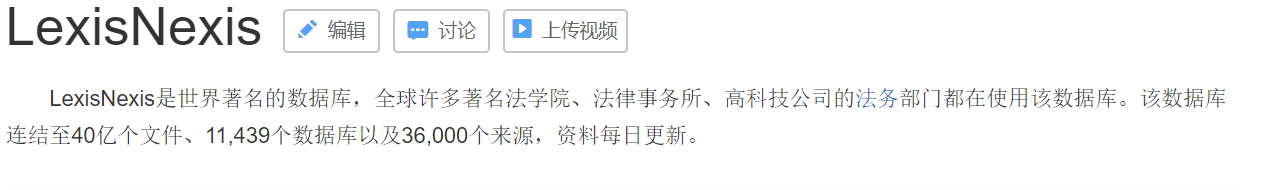 LexisNexis 编辑 讨论 上传视频
LexisNexis是世界著名的数据库，全球许多著名法学院、法律事务所、高科技公司的法务部门都在使用该数据库。该数据库
连结至40亿个文件、11,439个数据库以及36,000个来源，资料每日更新。